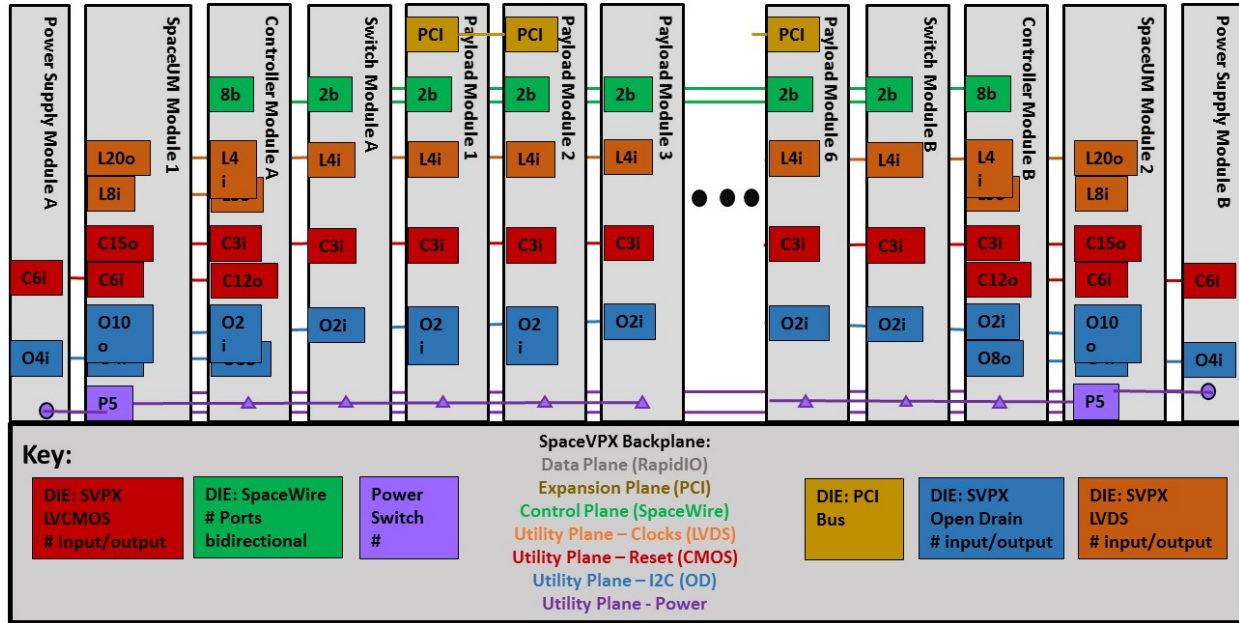 Power Supply Module A
SpaceUM Module 1
Controller Module A
Switch Module A
Payload Module 1
Payload Module 2
Payload Module 3
Payload Module 6
Switch Module B
Controller Module B
SpaceUM Module 2
Power Supply Module B
PCI PCI PCI
8b 2b 2b 2b 2b 2b 2b 8b
L20o L4 L4i L4i L4i L4i L4i L4i L4 L20o
i i
L8i L8i
C15o C3i C3i C3i C3i C3i C3i C3i C3i C15o
C6i C6i C12o C12o C6i C6i
O10 O2 O2i O2 O2 O2i O2i O2i O2i O10
o i i i o
O4i O8o O4i
P5 P5
Key:
DIE: SVPX
LVCMOS
# input/output
DIE: SpaceWire
# Ports
bidirectional
Power
Switch
#
SpaceVPX Backplane:
Data Plane (RapidIO)
Expansion Plane (PCI)
Control Plane (SpaceWire)
Utility Plane – Clocks (LVDS)
Utility Plane – Reset (CMOS)
Utility Plane – I2C (OD)
Utility Plane - Power
DIE: PCI
Bus
DIE: SVPX
Open Drain
# input/output
DIE: SVPX
LVDS
# input/output